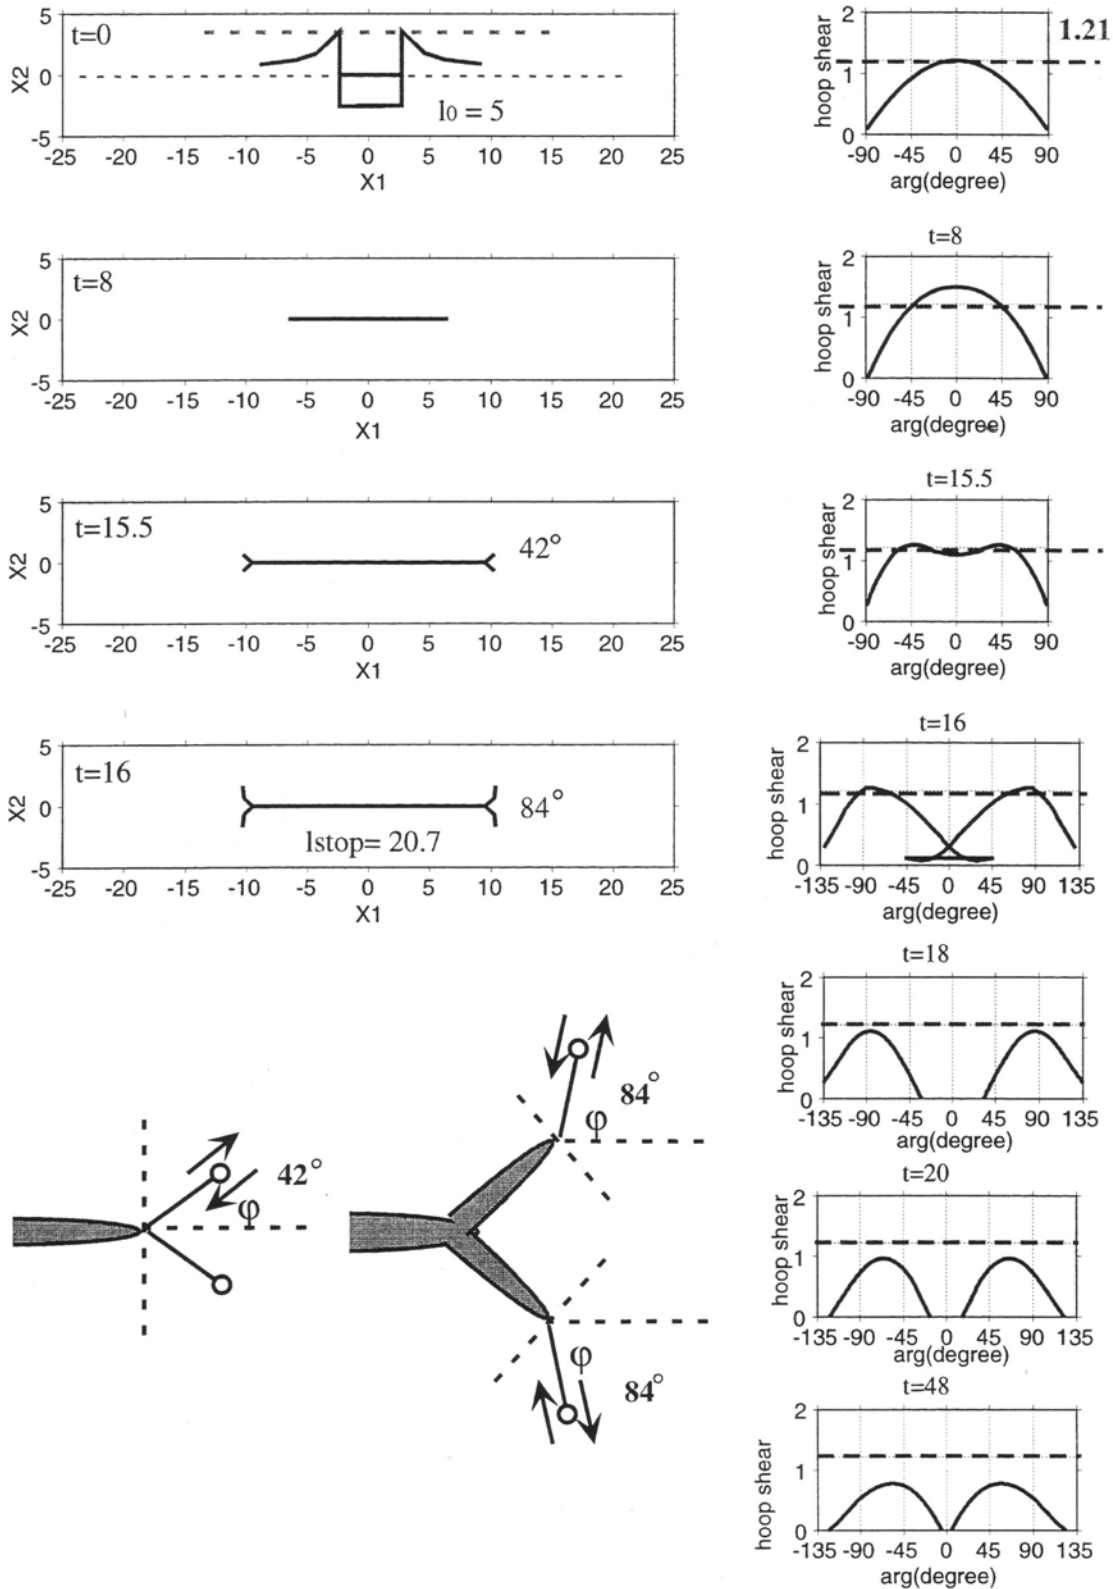 5
t=0
X2
0
l0 = 5
-5
-25 -20 -15 -10 -5 0 5 10 15 20 25
X1
2
1.21
hoop shear
1
0
-90 -45 0 45 90
arg(degree)
5
t=8
X2
0
-5
-25 -20 -15 -10 -5 0 5 10 15 20 25
X1
t=8
2
hoop shear
1
0
-90 -45 0 45 90
arg(degree)
5
t=15.5
X2
0
42°
-5
-25 -20 -15 -10 -5 0 5 10 15 20 25
X1
t=15.5
2
hoop shear
1
0
-90 -45 0 45 90
arg(degree)
5
t=16
X2
0
84°
lstop= 20.7
-5
-25 -20 -15 -10 -5 0 5 10 15 20 25
X1
t=16
2
hoop shear
1
0
-135 -90 -45 0 45 90 135
arg(degree)
t=18
2
hoop shear
1
0
-135 -90 -45 0 45 90 135
arg(degree)
42°
φ
84°
φ
φ
84°
t=20
2
hoop shear
1
0
-135 -90 -45 0 45 90 135
arg(degree)
t=48
2
hoop shear
1
0
-135 -90 -45 0 45 90 135
arg(degree)